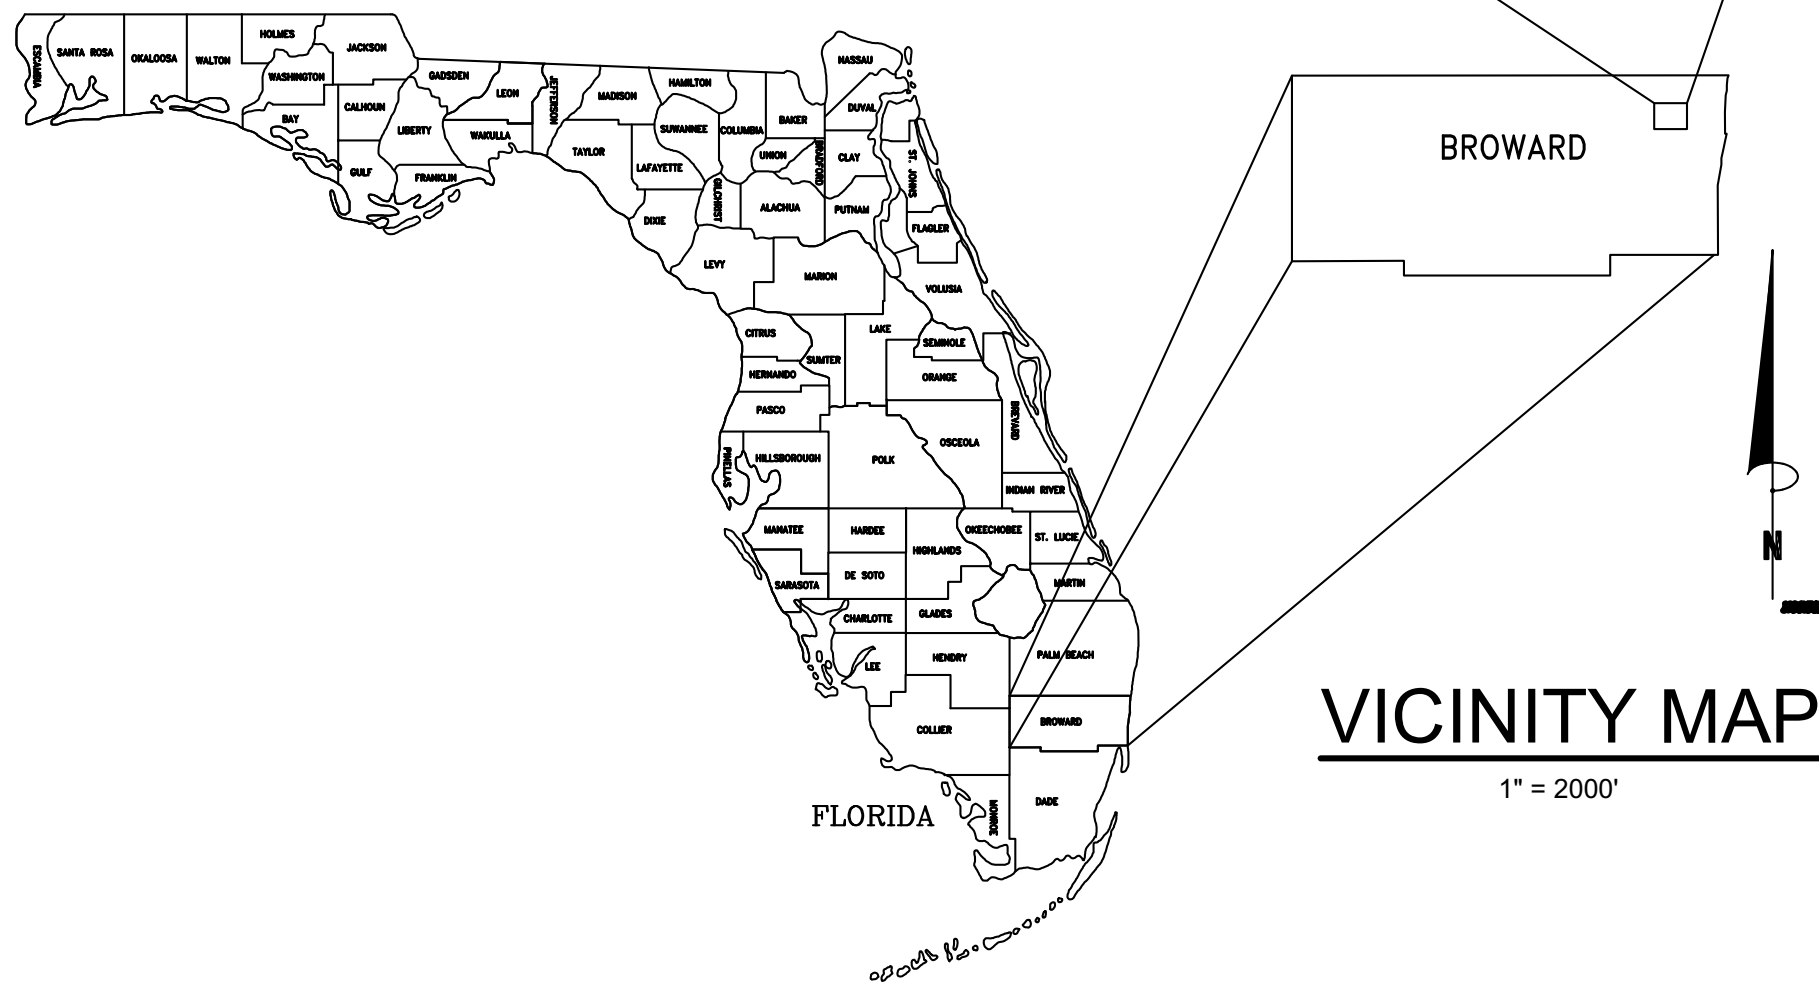 HOLMES
JACKSON
SANTA ROSA
ESCAMBIA
OKALOOSA
WALTON
WASHINGTON
NASSAU
GADSDEN
LEON
JEFFERSON
MADISON
HAMILTON
CALHOUN
BAY
LIBERTY
WAKULLA
SUWANNEE
COLUMBIA
BAKER
DUVAL
TAYLOR
LAFAYETTE
UNION
BRADFORD
CLAY
ST. JOHNS
GULF
FRANKLIN
GILCHRIST
DIXIE
ALACHUA
PUTNAM
FLAGLER
LEVY
MARION
VOLUSIA
CITRUS
LAKE
SEMINOLE
SUMTER
HERNANDO
ORANGE
PASCO
BREVARD
OSCEOLA
PINELLAS
HILLSBOROUGH
POLK
INDIAN RIVER
MANATEE
HARDEE
HIGHLANDS
OKEECHOBEE
ST. LUCIE
SARASOTA
DE SOTO
MARTIN
CHARLOTTE
GLADES
LEE
HENDRY
PALM BEACH
COLLIER
BROWARD
MONROE
DADE
FLORIDA
BROWARD
N
VICINITY MAP
1" = 2000'